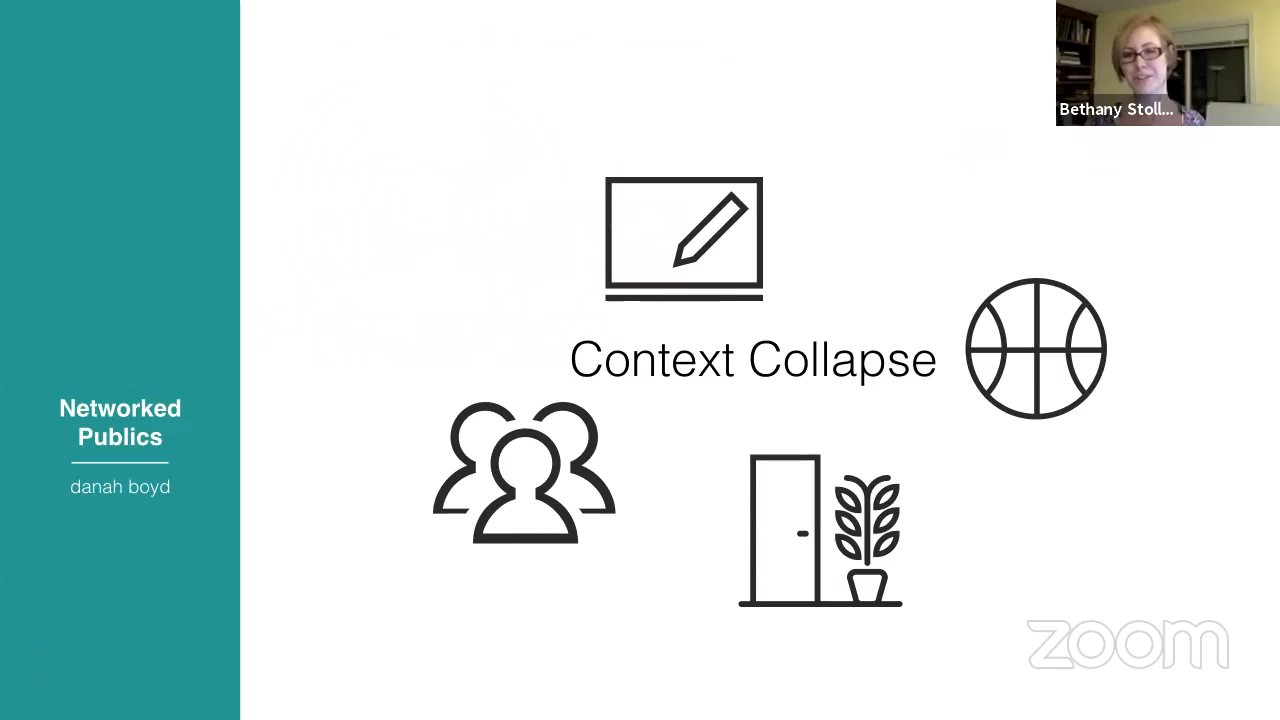 Bethany Stoll...
Context Collapse
Networked
Publics
danah boyd
zoom